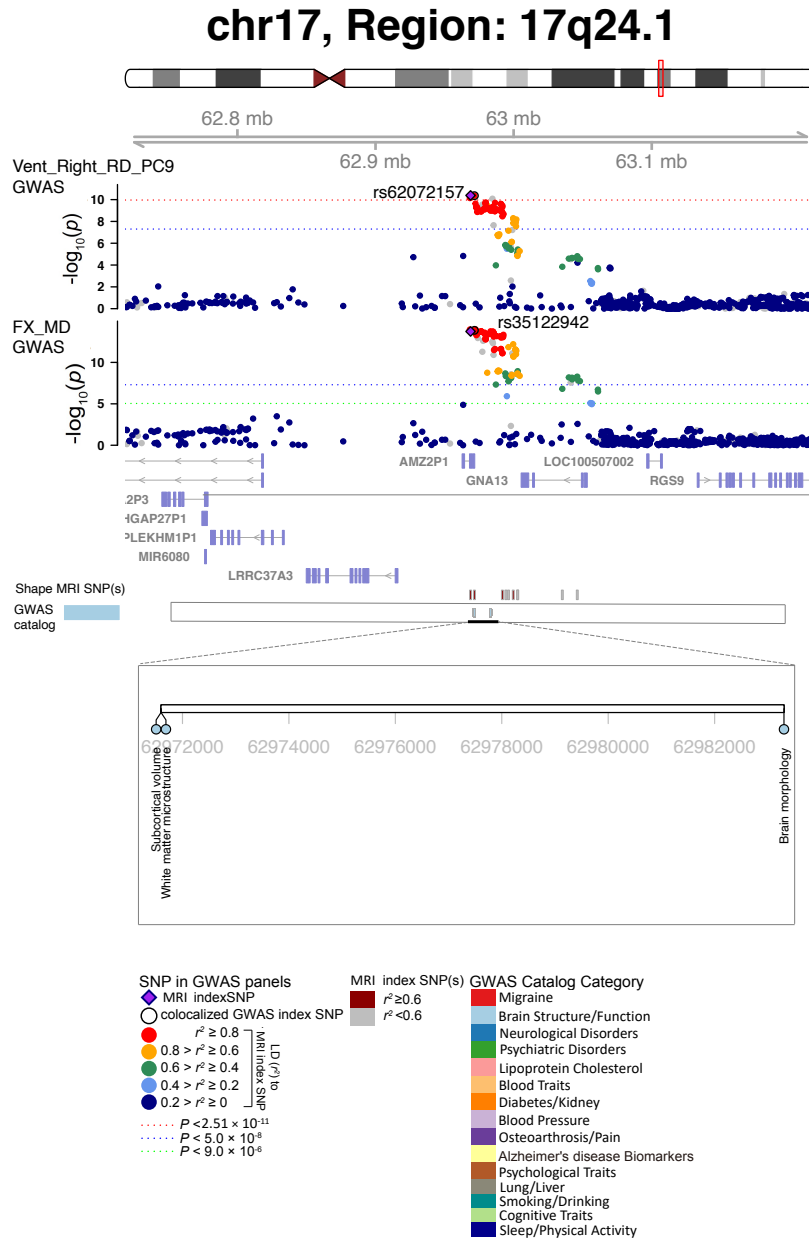 chr17, Region: 17q24.1
62.8 mb
63 mb
62.9 mb
63.1 mb
Vent_Right_RD_PC9
GWAS
rs62072157
-log10(p)
10
8
6
4
2
0
FX_MD
GWAS
rs35122942
-log10(p)
10
5
0
AMZ2P1
LOC100507002
GNA13
RGS9
.2P3
HGAP27P1
PLEKHM1P1
MIR6080
LRRC37A3
Shape MRI SNP(s)
GWAS
catalog
62972000
62974000
62976000
62978000
62980000
62982000
Subcortical volume
White matter microstructure
Brain morphology
SNP in GWAS panels
MRI indexSNP
colocalized GWAS index SNP
r² ≥ 0.8
0.8 > r² ≥ 0.6
0.6 > r² ≥ 0.4
0.4 > r² ≥ 0.2
0.2 > r² ≥ 0
LD (r²) to
MRI index SNP
P <2.51 × 10⁻¹¹
P < 5.0 × 10⁻⁸
P < 9.0 × 10⁻⁶
MRI index SNP(s)
r² ≥0.6
r² <0.6
GWAS Catalog Category
Migraine
Brain Structure/Function
Neurological Disorders
Psychiatric Disorders
Lipoprotein Cholesterol
Blood Traits
Diabetes/Kidney
Blood Pressure
Osteoarthrosis/Pain
Alzheimer's disease Biomarkers
Psychological Traits
Lung/Liver
Smoking/Drinking
Cognitive Traits
Sleep/Physical Activity